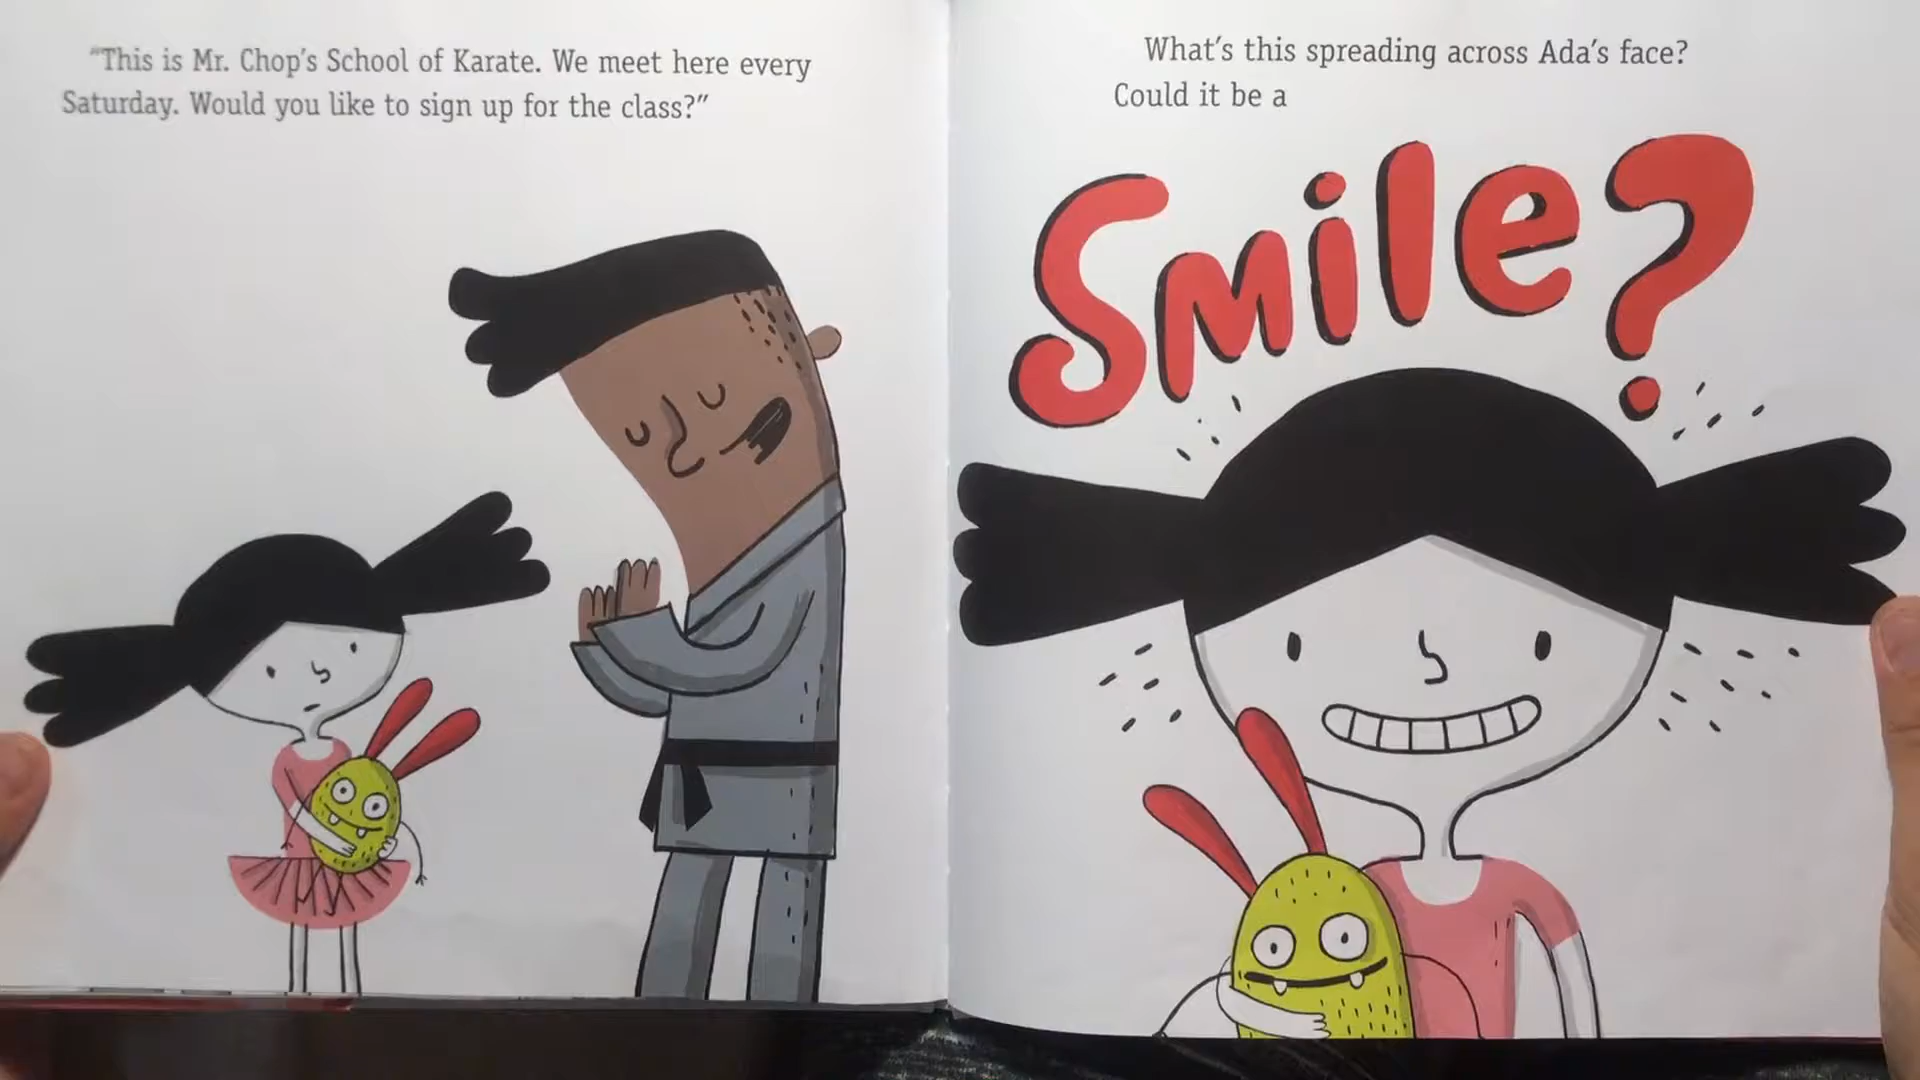 “This is Mr. Chop’s School of Karate. We meet here every
Saturday. Would you like to sign up for the class?”
What’s this spreading across Ada’s face?
Could it be a
Smile?